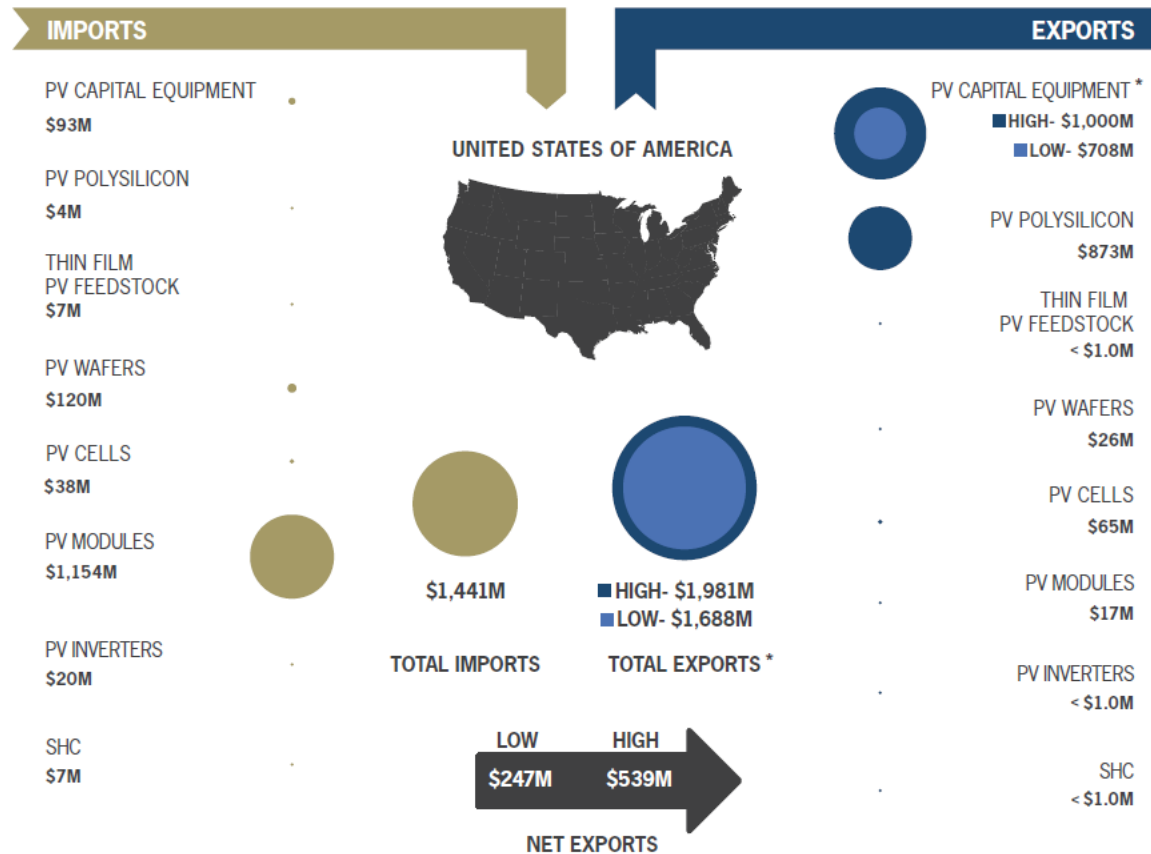 IMPORTS
PV CAPITAL EQUIPMENT
$93M
PV POLYSILICON
$4M
THIN FILM
PV FEEDSTOCK
$7M
PV WAFERS
$120M
PV CELLS
$38M
PV MODULES
$1,154M
PV INVERTERS
$20M
SHC
$7M
UNITED STATES OF AMERICA
$1,441M
TOTAL IMPORTS
HIGH- $1,981M
LOW- $1,688M
TOTAL EXPORTS *
LOW HIGH
$247M $539M
NET EXPORTS
EXPORTS
PV CAPITAL EQUIPMENT *
HIGH- $1,000M
LOW- $708M
PV POLYSILICON
$873M
THIN FILM
PV FEEDSTOCK
< $1.0M
PV WAFERS
$26M
PV CELLS
$65M
PV MODULES
$17M
PV INVERTERS
< $1.0M
SHC
< $1.0M